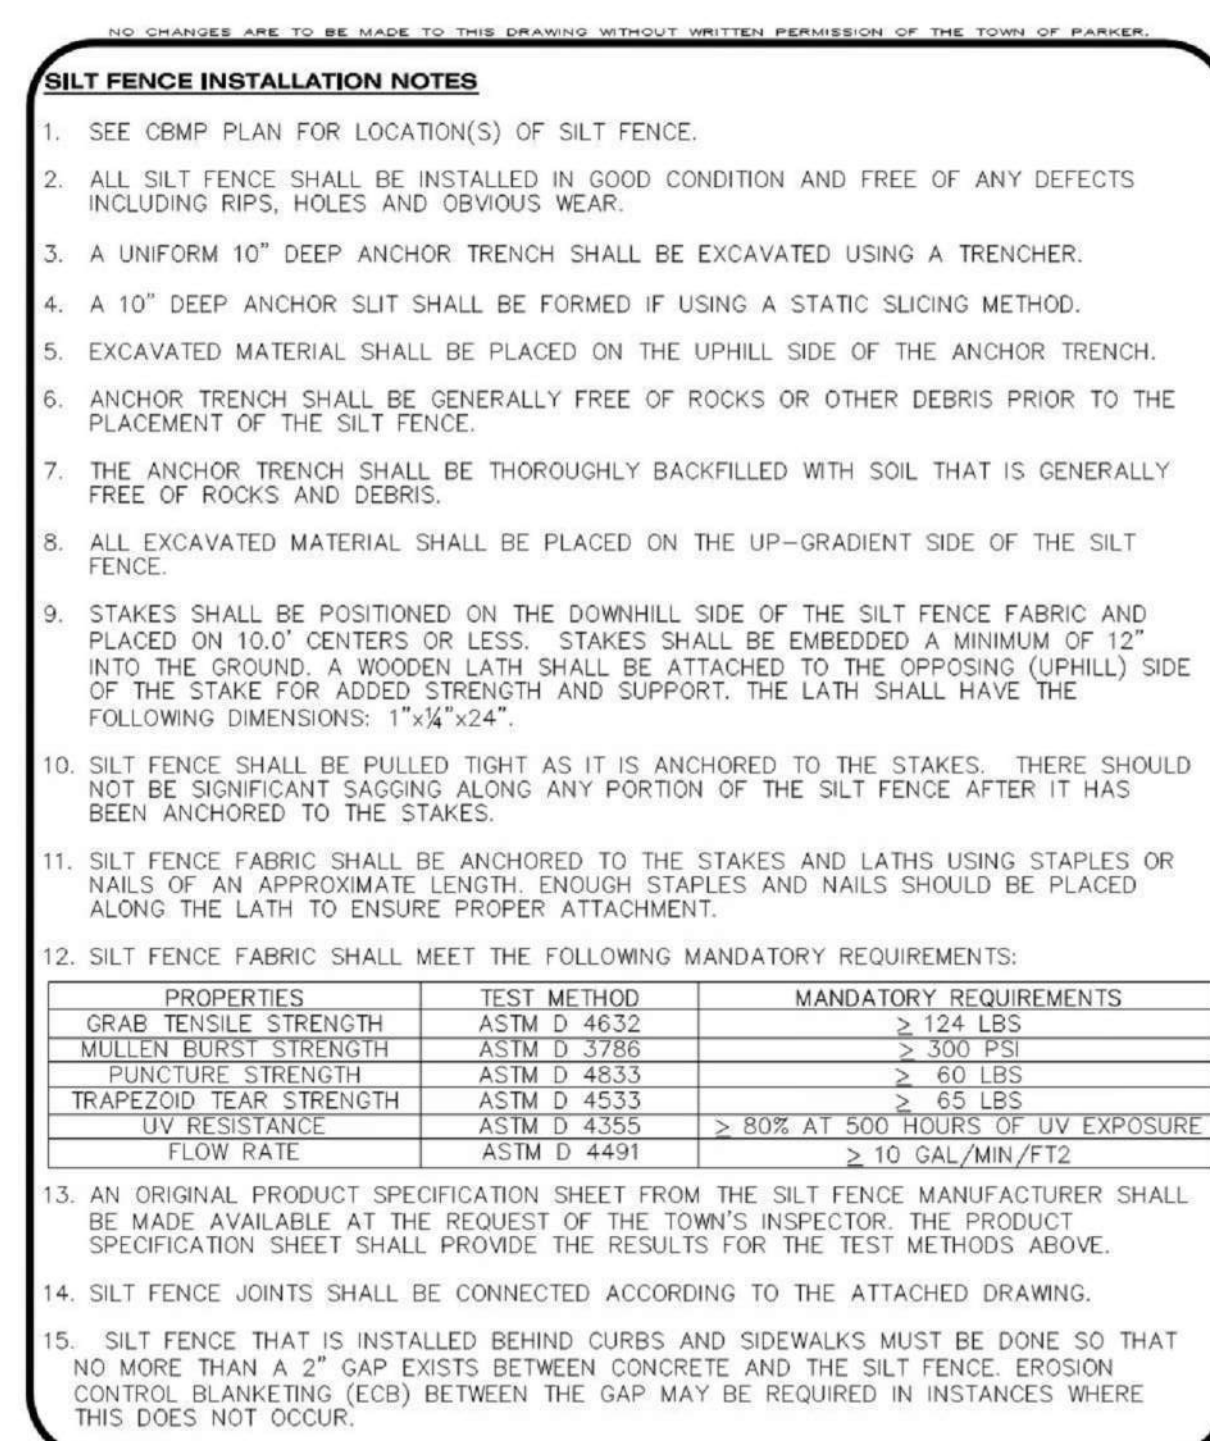 NO CHANGES ARE TO BE MADE TO THIS DRAWING WITHOUT WRITTEN PERMISSION OF THE TOWN OF PARKER.
SILT FENCE INSTALLATION NOTES
1. SEE CBMP PLAN FOR LOCATION(S) OF SILT FENCE.
2. ALL SILT FENCE SHALL BE INSTALLED IN GOOD CONDITION AND FREE OF ANY DEFECTS
INCLUDING RIPS, HOLES AND OBVIOUS WEAR.
3. A UNIFORM 10" DEEP ANCHOR TRENCH SHALL BE EXCAVATED USING A TRENCHER.
4. A 10" DEEP ANCHOR SLIT SHALL BE FORMED IF USING A STATIC SLICING METHOD.
5. EXCAVATED MATERIAL SHALL BE PLACED ON THE UPHILL SIDE OF THE ANCHOR TRENCH.
6. ANCHOR TRENCH SHALL BE GENERALLY FREE OF ROCKS OR OTHER DEBRIS PRIOR TO THE
PLACEMENT OF THE SILT FENCE.
7. THE ANCHOR TRENCH SHALL BE THOROUGHLY BACKFILLED WITH SOIL THAT IS GENERALLY
FREE OF ROCKS AND DEBRIS.
8. ALL EXCAVATED MATERIAL SHALL BE PLACED ON THE UP-GRADIENT SIDE OF THE SILT
FENCE.
9. STAKES SHALL BE POSITIONED ON THE DOWNHILL SIDE OF THE SILT FENCE FABRIC AND
PLACED ON 10.0' CENTERS OR LESS. STAKES SHALL BE EMBEDDED A MINIMUM OF 12"
INTO THE GROUND. A WOODEN LATH SHALL BE ATTACHED TO THE OPPOSING (UPHILL) SIDE
OF THE STAKE FOR ADDED STRENGTH AND SUPPORT. THE LATH SHALL HAVE THE
FOLLOWING DIMENSIONS: 1"x¼"x24".
10. SILT FENCE SHALL BE PULLED TIGHT AS IT IS ANCHORED TO THE STAKES. THERE SHOULD
NOT BE SIGNIFICANT SAGGING ALONG ANY PORTION OF THE SILT FENCE AFTER IT HAS
BEEN ANCHORED TO THE STAKES.
11. SILT FENCE FABRIC SHALL BE ANCHORED TO THE STAKES AND LATHS USING STAPLES OR
NAILS OF AN APPROXIMATE LENGTH. ENOUGH STAPLES AND NAILS SHOULD BE PLACED
ALONG THE LATH TO ENSURE PROPER ATTACHMENT.
12. SILT FENCE FABRIC SHALL MEET THE FOLLOWING MANDATORY REQUIREMENTS:
PROPERTIES TEST METHOD MANDATORY REQUIREMENTS
GRAB TENSILE STRENGTH ASTM D 4632 ≥ 124 LBS
MULLEN BURST STRENGTH ASTM D 3786 ≥ 300 PSI
PUNCTURE STRENGTH ASTM D 4833 ≥ 60 LBS
TRAPEZOID TEAR STRENGTH ASTM D 4533 ≥ 65 LBS
UV RESISTANCE ASTM D 4355 ≥ 80% AT 500 HOURS OF UV EXPOSURE
FLOW RATE ASTM D 4491 ≥ 10 GAL/MIN/FT2
13. AN ORIGINAL PRODUCT SPECIFICATION SHEET FROM THE SILT FENCE MANUFACTURER SHALL
BE MADE AVAILABLE AT THE REQUEST OF THE TOWN'S INSPECTOR. THE PRODUCT
SPECIFICATION SHEET SHALL PROVIDE THE RESULTS FOR THE TEST METHODS ABOVE.
14. SILT FENCE JOINTS SHALL BE CONNECTED ACCORDING TO THE ATTACHED DRAWING.
15. SILT FENCE THAT IS INSTALLED BEHIND CURBS AND SIDEWALKS MUST BE DONE SO THAT
NO MORE THAN A 2" GAP EXISTS BETWEEN CONCRETE AND THE SILT FENCE. EROSION
CONTROL BLANKETING (ECB) BETWEEN THE GAP MAY BE REQUIRED IN INSTANCES WHERE
THIS DOES NOT OCCUR.